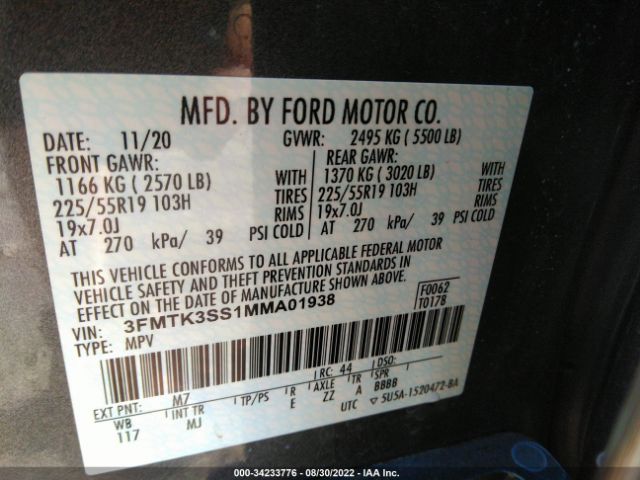 MFD. BY FORD MOTOR CO.
DATE: 11/20 GVWR: 2495 KG ( 5500 LB)
FRONT GAWR: REAR GAWR:
1166 KG ( 2570 LB) WITH 1370 KG ( 3020 LB) WITH
225/55R19 103H TIRES 225/55R19 103H TIRES
19x7.0J RIMS 19x7.0J RIMS
AT 270 kPa/ 39 PSI COLD AT 270 kPa/ 39 PSI COLD
THIS VEHICLE CONFORMS TO ALL APPLICABLE FEDERAL MOTOR
VEHICLE SAFETY AND THEFT PREVENTION STANDARDS IN
EFFECT ON THE DATE OF MANUFACTURE SHOWN ABOVE.
VIN: 3FMTK3SS1MMA01938 F0062
TYPE: MPV T0178
EXT PNT: M7 RC: 44 DSO:
WB INT TR TP/PS R AXLE TR SPR
117 MJ E ZZ A BBBB
UTC ▽ 5U5A-1520472-BA
000-34233776 - 08/30/2022 - IAA Inc.